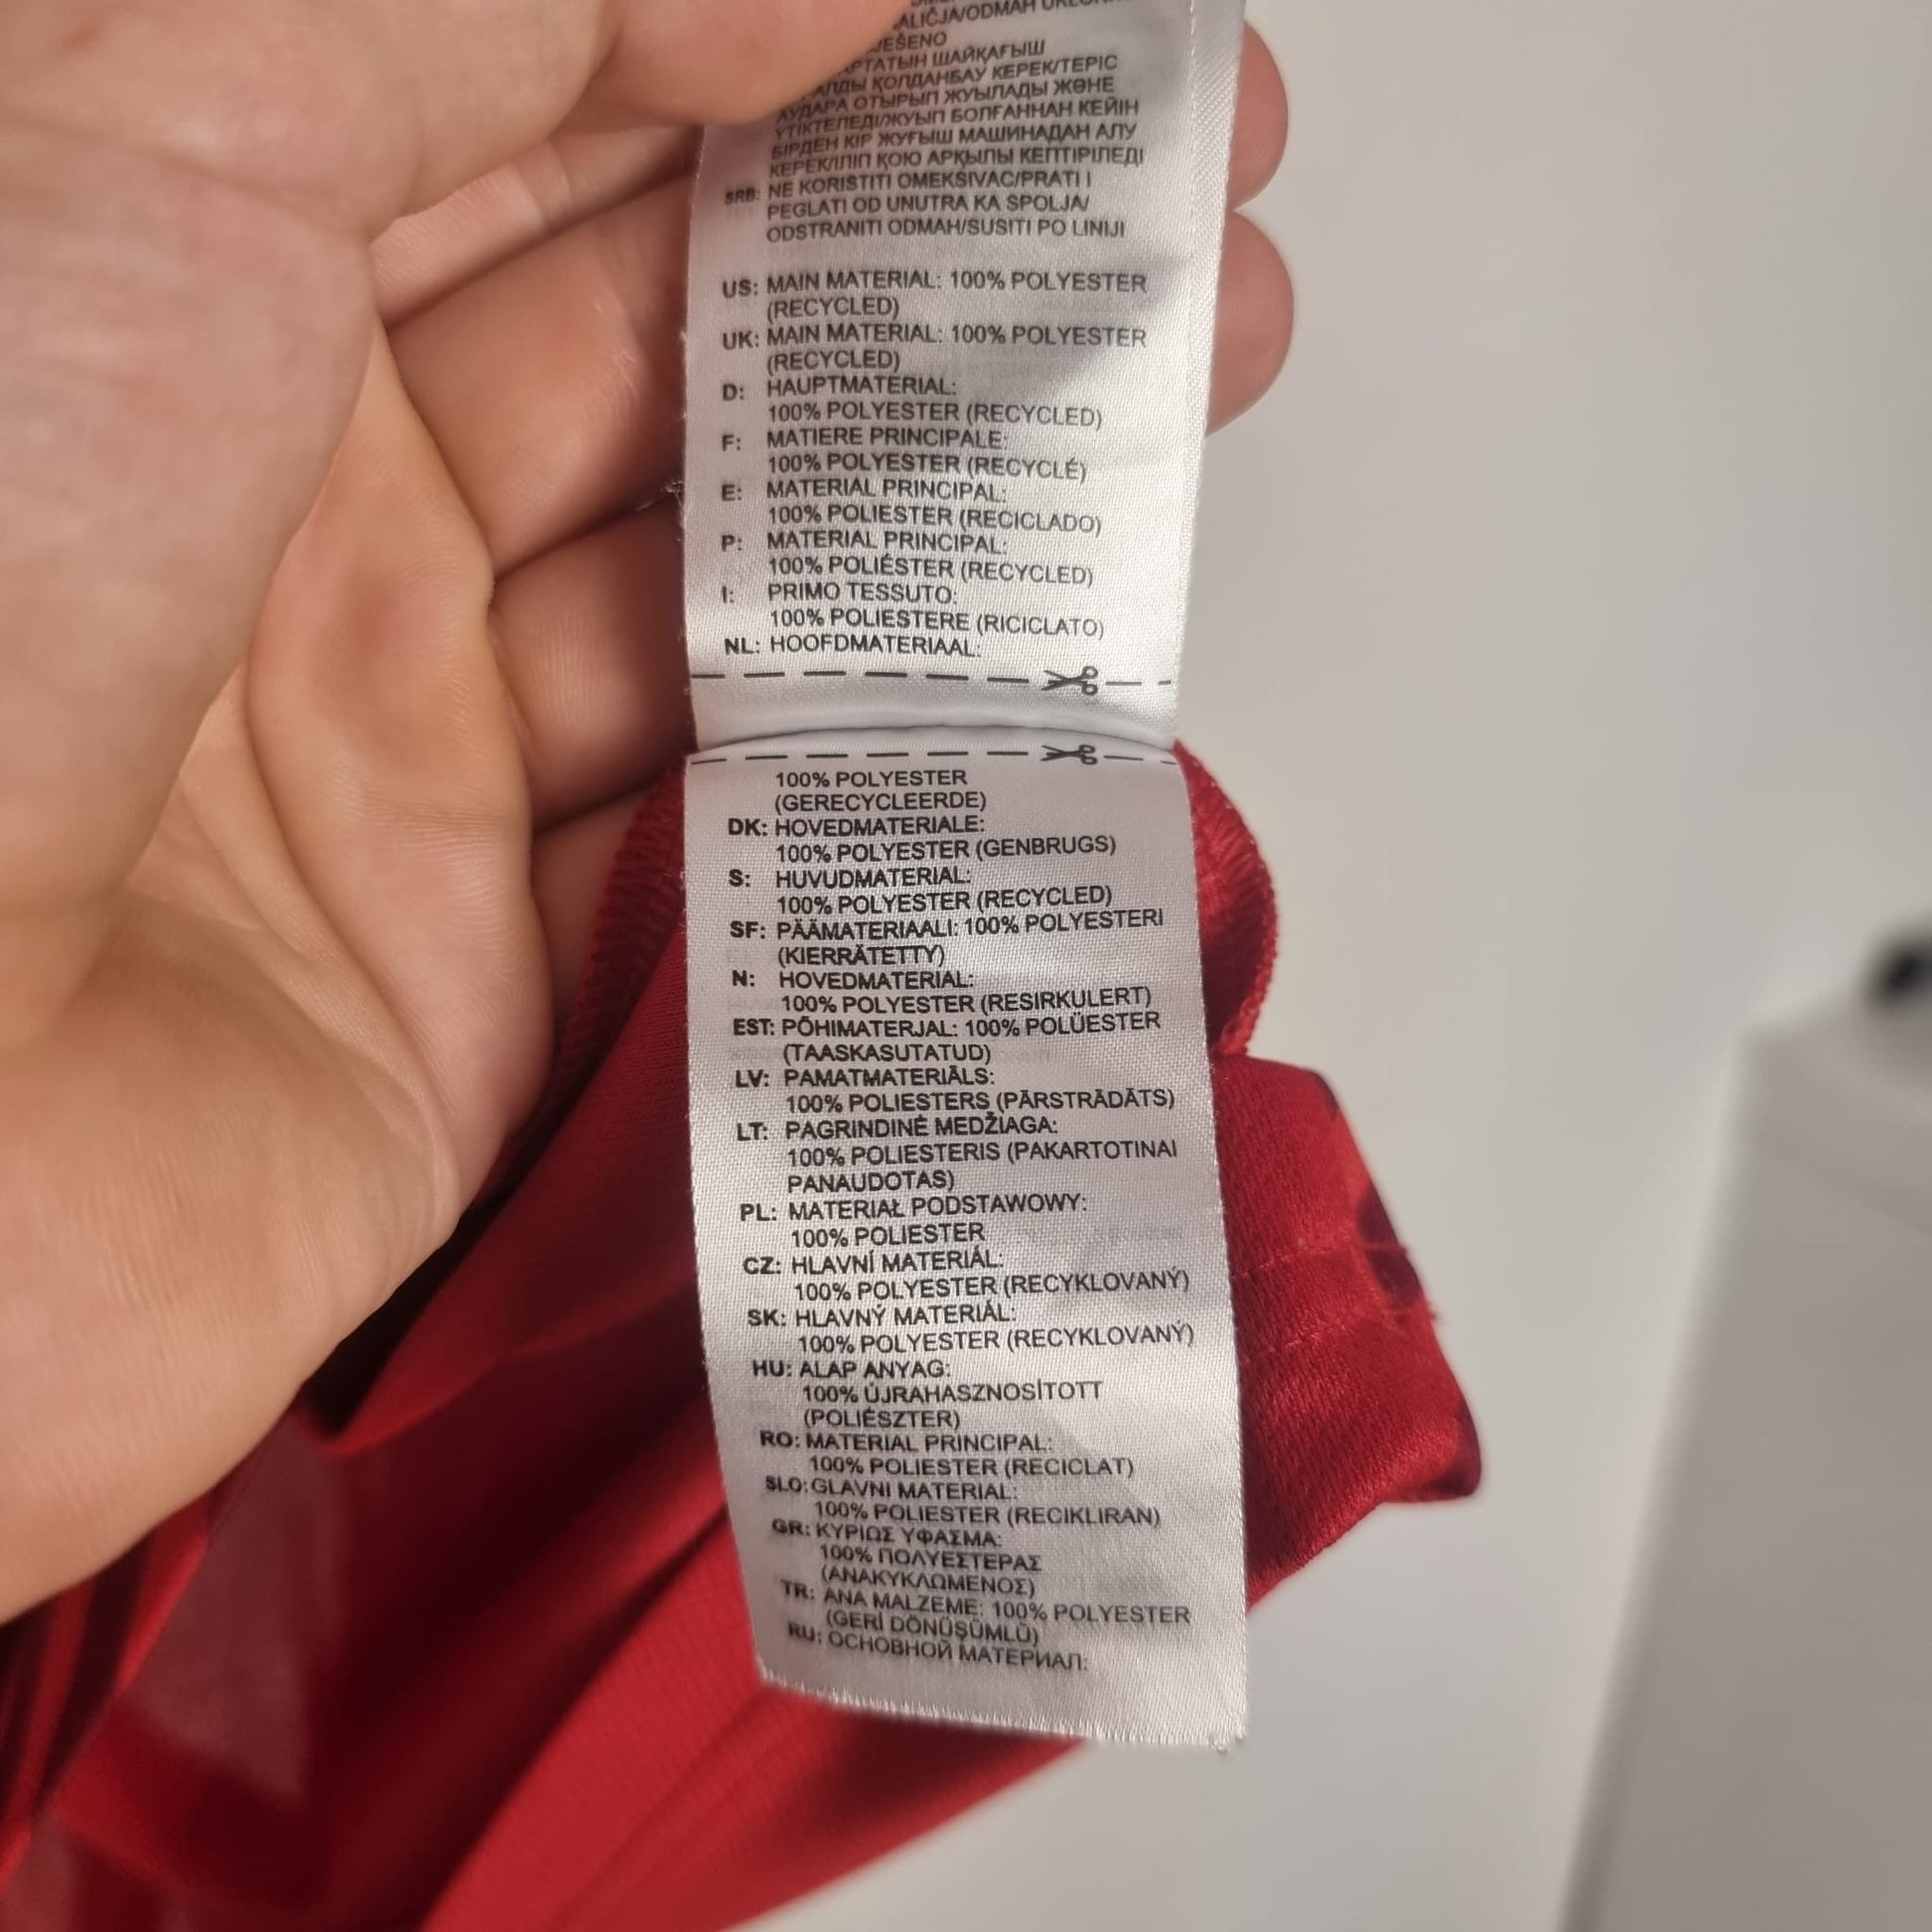 ALIČJA/ODMAH
JEŠENO
ШАЙҚАҒЫШ
ҚОЛДАНБАУ КЕРЕК/ТЕРІС
АУДАРА ОТЫРЫП ЖУЫЛАДЫ ЖӘНЕ
ҮТІКТЕЛЕДІ/ЖУЫП БОЛҒАННАН КЕЙІН
БІРДЕН КІР ЖУҒЫШ МАШИНАДАН АЛУ
КЕРЕК/ІЛІП ҚОЮ АРҚЫЛЫ КЕПТІРІЛЕДІ
SRB: NE KORISTITI OMEKSIVAC/PRATI I
PEGLATI OD UNUTRA KA SPOLJA/
ODSTRANITI ODMAH/SUSITI PO LINIJI
US: MAIN MATERIAL: 100% POLYESTER
(RECYCLED)
UK: MAIN MATERIAL: 100% POLYESTER
(RECYCLED)
D: HAUPTMATERIAL:
100% POLYESTER (RECYCLED)
F: MATIERE PRINCIPALE:
100% POLYESTER (RECYCLÉ)
E: MATERIAL PRINCIPAL:
100% POLIESTER (RECICLADO)
P: MATERIAL PRINCIPAL:
100% POLIÉSTER (RECYCLED)
I: PRIMO TESSUTO:
100% POLIESTERE (RICICLATO)
NL: HOOFDMATERIAAL:
100% POLYESTER
(GERECYCLEERDE)
DK: HOVEDMATERIALE:
100% POLYESTER (GENBRUGS)
S: HUVUDMATERIAL:
100% POLYESTER (RECYCLED)
SF: PÄÄMATERIAALI: 100% POLYESTERI
(KIERRÄTETTY)
N: HOVEDMATERIAL:
100% POLYESTER (RESIRKULERT)
EST: PÕHIMATERJAL: 100% POLÜESTER
(TAASKASUTATUD)
LV: PAMATMATERIĀLS:
100% POLIESTERS (PĀRSTRĀDĀTS)
LT: PAGRINDINĖ MEDŽIAGA:
100% POLIESTERIS (PAKARTOTINAI
PANAUDOTAS)
PL: MATERIAŁ PODSTAWOWY:
100% POLIESTER
CZ: HLAVNÍ MATERIÁL:
100% POLYESTER (RECYKLOVANÝ)
SK: HLAVNÝ MATERIÁL:
100% POLYESTER (RECYKLOVANÝ)
HU: ALAP ANYAG:
100% ÚJRAHASZNOSÍTOTT
(POLIÉSZTER)
RO: MATERIAL PRINCIPAL:
100% POLIESTER (RECICLAT)
SLO: GLAVNI MATERIAL:
100% POLIESTER (RECIKLIRAN)
GR: ΚΥΡΙΩΣ ΥΦΑΣΜΑ:
100% ΠΟΛΥΕΣΤΕΡΑΣ
(ΑΝΑΚΥΚΛΩΜΕΝΟΣ)
TR: ANA MALZEME: 100% POLYESTER
(GERİ DÖNÜŞÜMLÜ)
RU: ОСНОВНОЙ МАТЕРИАЛ: